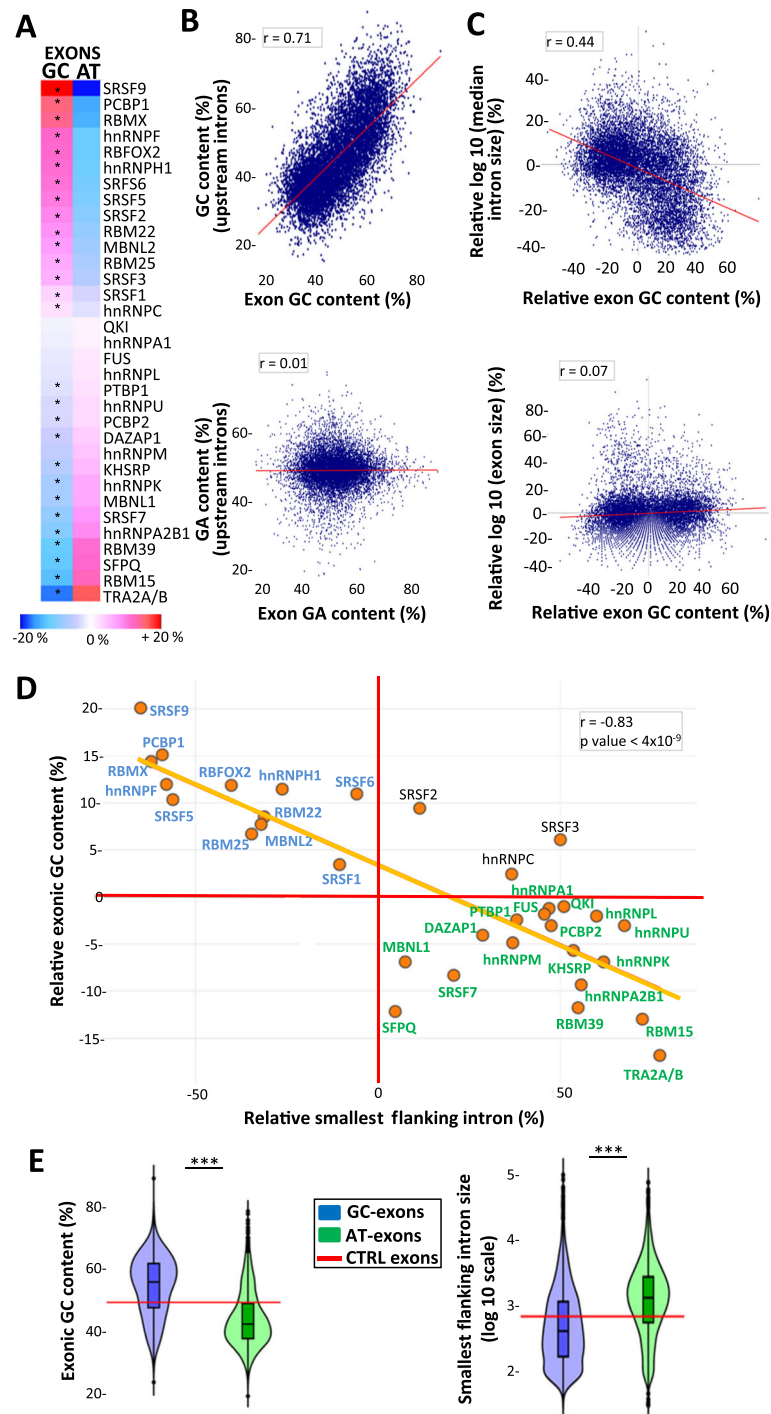 A
EXONS
GC AT
* SRSF9
* PCBP1
* RBMX
* hnRNPF
* RBFOX2
* hnRNPH1
* SRFS6
* SRSF5
* SRSF2
* RBM22
* MBNL2
* RBM25
* SRSF3
* SRSF1
* hnRNPC
QKI
hnRNPA1
FUS
hnRNPL
* PTBP1
* hnRNPU
* PCBP2
* DAZAP1
hnRNPM
* KHSRP
* hnRNPK
* MBNL1
* SRSF7
* hnRNPA2B1
* RBM39
* SFPQ
* RBM15
* TRA2A/B
-20 % 0 % +20 %
B
r = 0.71
80-
60-
40-
20-
GC content (%)
(upstream introns)
20 40 60 80
Exon GC content (%)
r = 0.01
60-
40-
20-
GA content (%)
(upstream introns)
20 40 60 80
Exon GA content (%)
C
r = 0.44
40-
20-
0-
-20-
-40-
Relative log 10 (median
intron size) (%)
-40 -20 0 20 40 60
Relative exon GC content (%)
r = 0.07
80-
60-
40-
20-
0-
-20-
-40-
Relative log 10 (exon size) (%)
-40 -20 0 20 40 60
Relative exon GC content (%)
D
r = -0.83
p value < 4x10-9
20-
15-
10-
5-
0
-5-
-10-
-15-
Relative exonic GC content (%)
SRSF9
PCBP1
RBMX
RBFOX2
hnRNPH1
hnRNPF
SRSF6
SRSF2
SRSF5
RBM22
RBM25
MBNL2
SRSF3
SRSF1
hnRNPC
hnRNPA1
PTBP1
FUS
QKI
hnRNPL
DAZAP1
PCBP2
hnRNPU
MBNL1
hnRNPM
KHSRP
hnRNPK
SRSF7
hnRNPA2B1
SFPQ
RBM39
RBM15
TRA2A/B
-50 0 50
Relative smallest flanking intron (%)
E
***
80-
60-
40-
20-
Exonic GC content (%)
GC-exons
AT-exons
CTRL exons
***
5-
4-
3-
2-
Smallest flanking intron size
(log 10 scale)